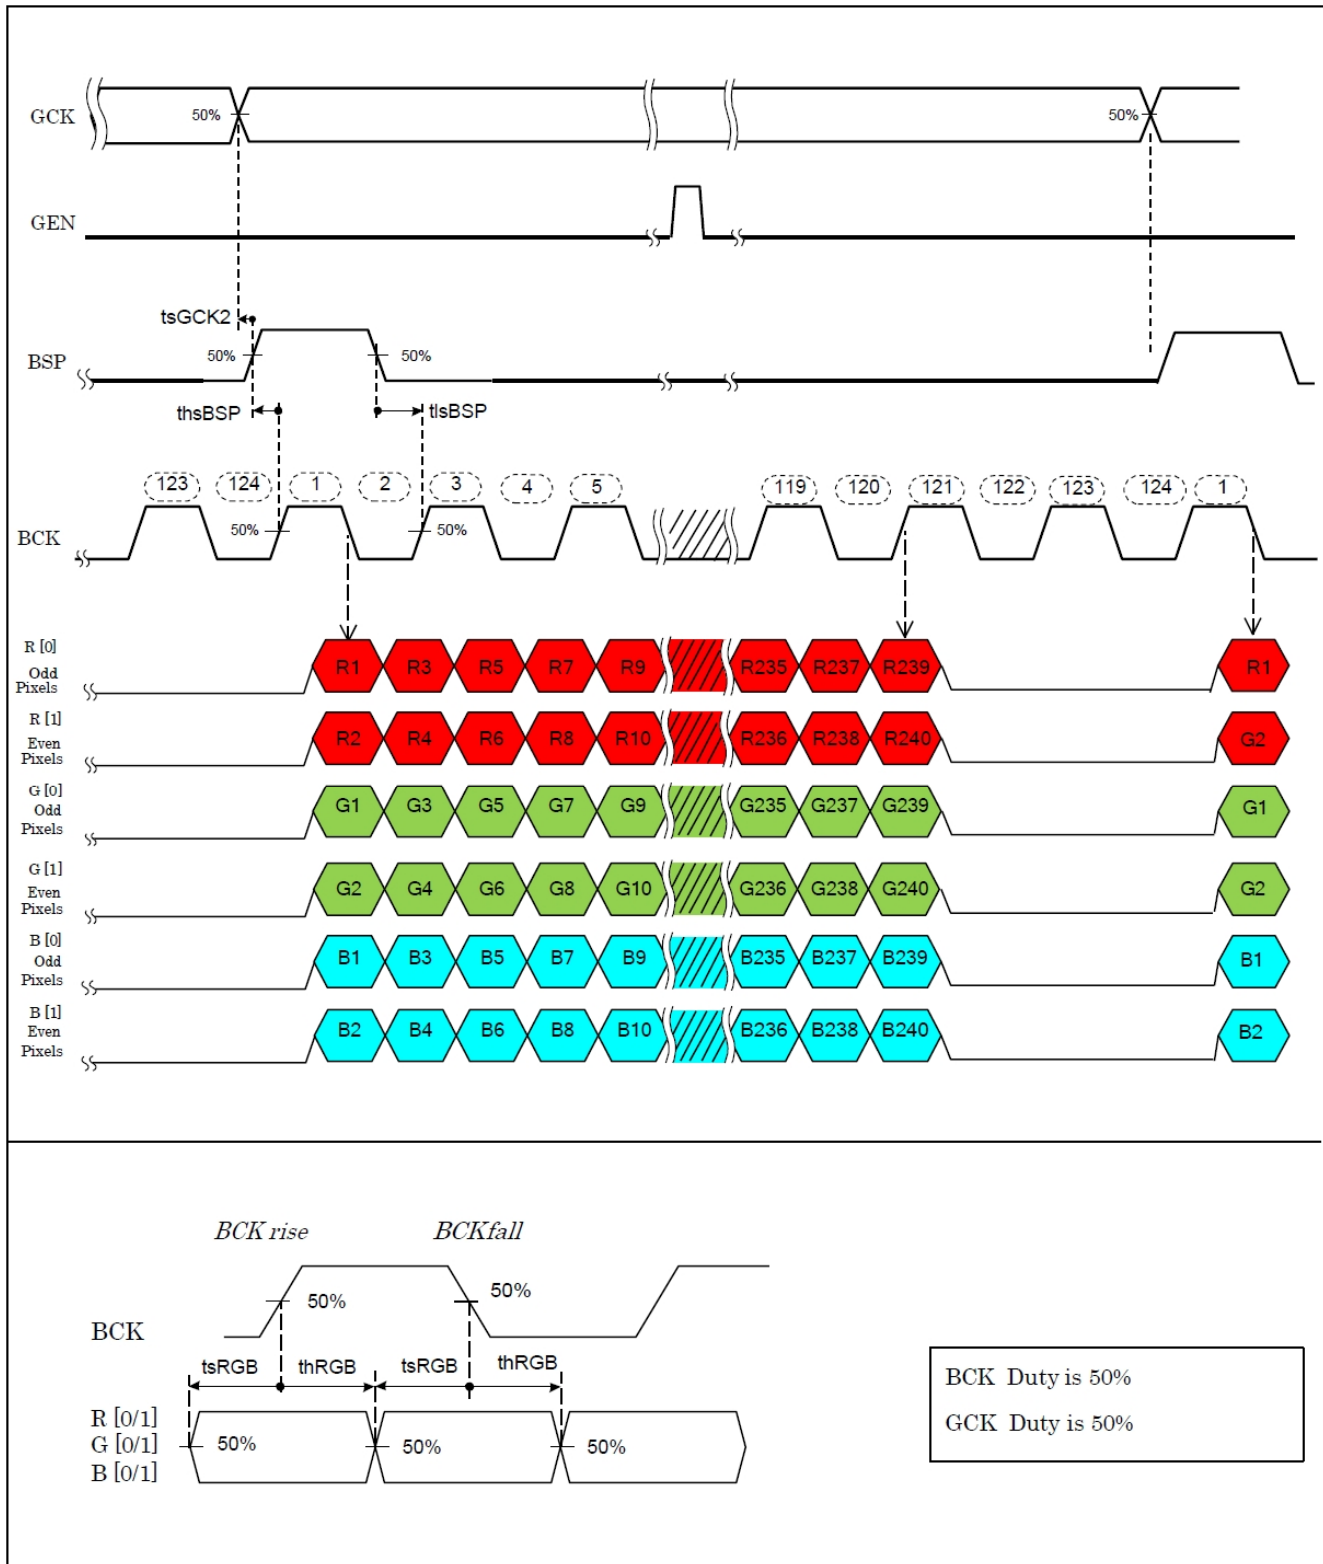 GCK 50% 50%
GEN
tsGCK2
BSP 50% 50%
thsBSP tlsBSP
123 124 1 2 3 4 5 119 120 121 122 123 124 1
BCK 50% 50%
R [0]
Odd
Pixels
R1 R3 R5 R7 R9 R235 R237 R239 R1
R [1]
Even
Pixels
R2 R4 R6 R8 R10 R236 R238 R240 G2
G [0]
Odd
Pixels
G1 G3 G5 G7 G9 G235 G237 G239 G1
G [1]
Even
Pixels
G2 G4 G6 G8 G10 G236 G238 G240 G2
B [0]
Odd
Pixels
B1 B3 B5 B7 B9 B235 B237 B239 B1
B [1]
Even
Pixels
B2 B4 B6 B8 B10 B236 B238 B240 B2
BCK rise BCKfall
50% 50%
BCK
tsRGB thRGB tsRGB thRGB
R [0/1]
G [0/1] 50% 50% 50%
B [0/1]
BCK Duty is 50%
GCK Duty is 50%